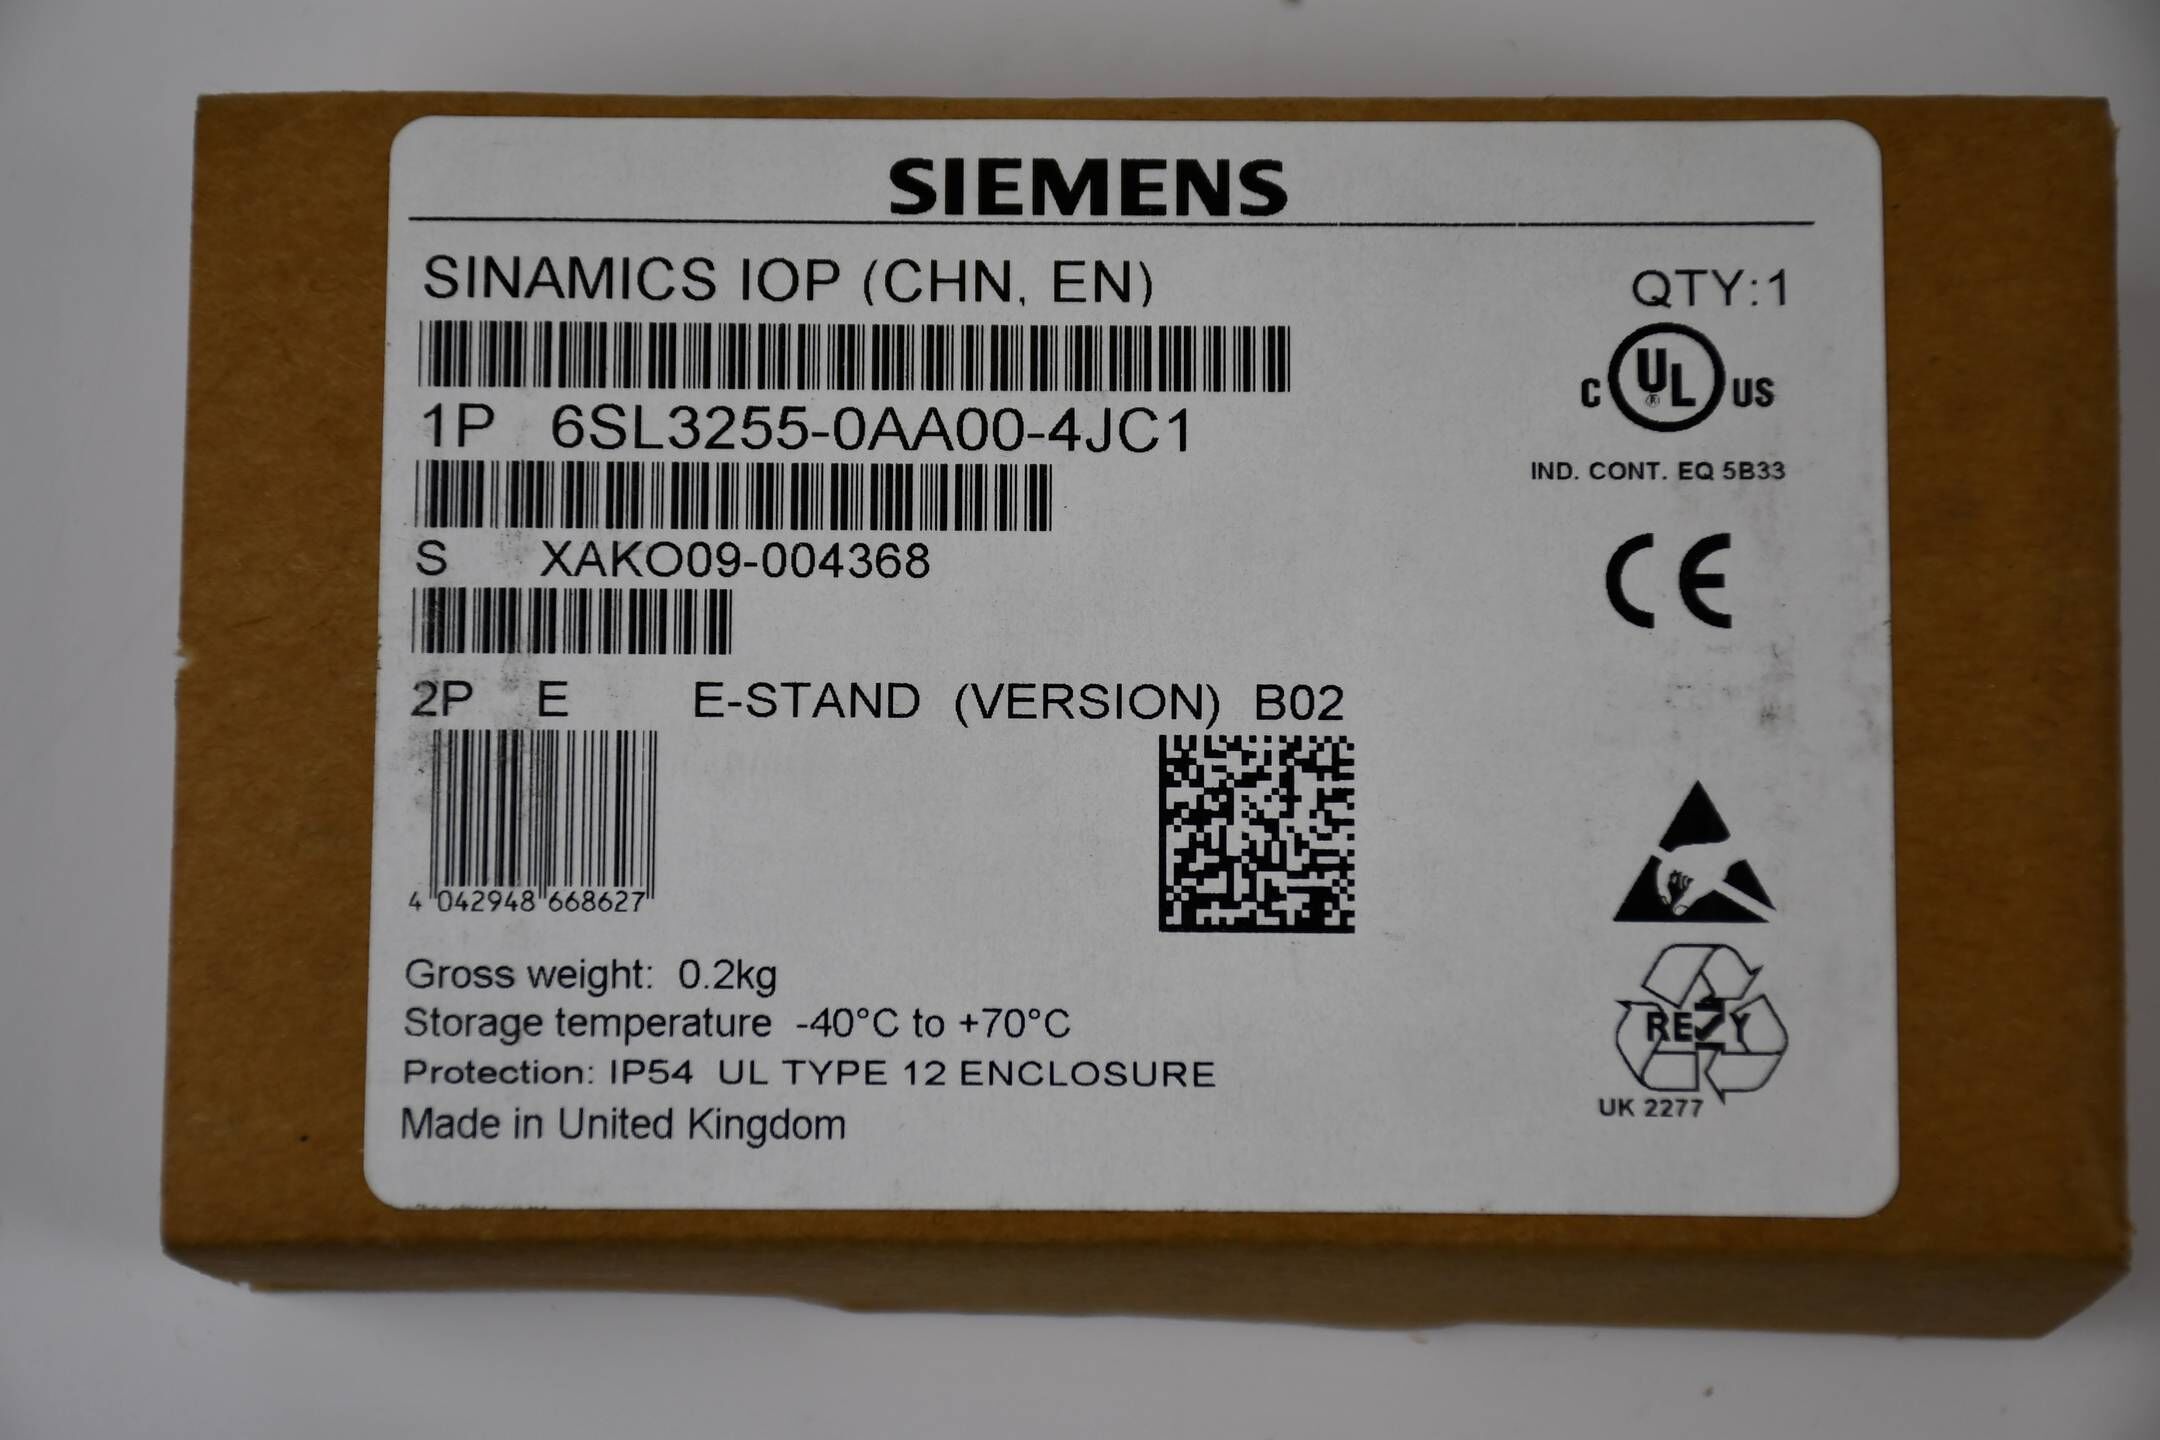 SIEMENS
SINAMICS IOP (CHN, EN)
QTY:1
1P 6SL3255-0AA00-4JC1
C UL® US
IND. CONT. EQ 5B33
S XAKO09-004368
CE
2P E E-STAND (VERSION) B02
4 042948 668627
Gross weight: 0.2kg
Storage temperature -40°C to +70°C
RESY
Protection: IP54 UL TYPE 12 ENCLOSURE
UK 2277
Made in United Kingdom